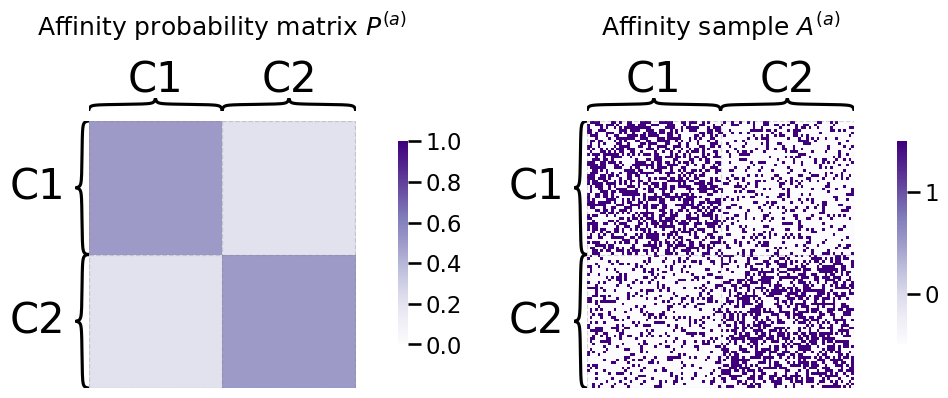 Affinity probability matrix P^(a)
C1 C2
C1
C2
1.0
0.8
0.6
0.4
0.2
0.0
Affinity sample A^(a)
C1 C2
C1
C2
1
0